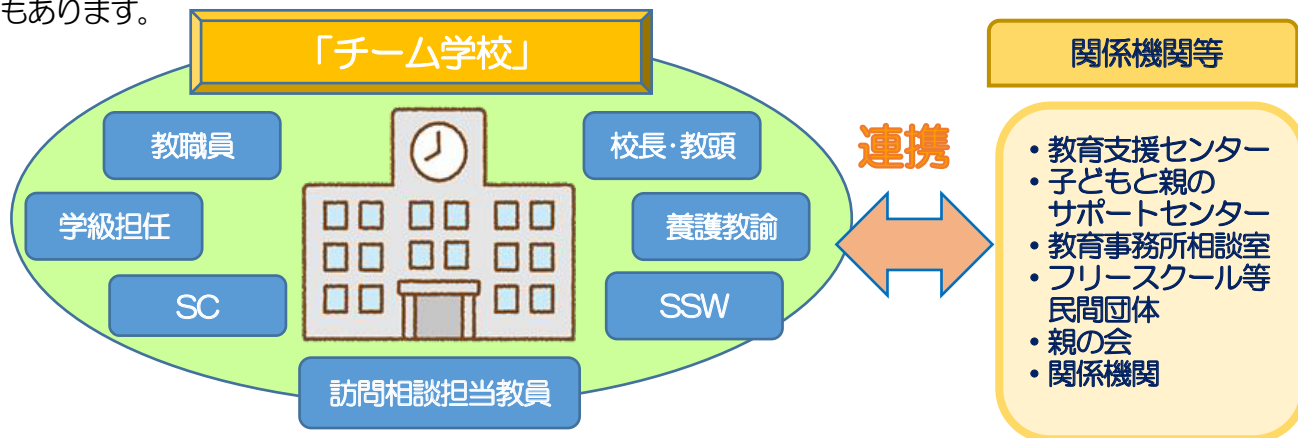 もあります。
「チーム学校」
教職員
校長・教頭
学級担任
養護教諭
SC
SSW
訪問相談担当教員
連携
関係機関等
・教育支援センター
・子どもと親の
サポートセンター
・教育事務所相談室
・フリースクール等
民間団体
・親の会
・関係機関